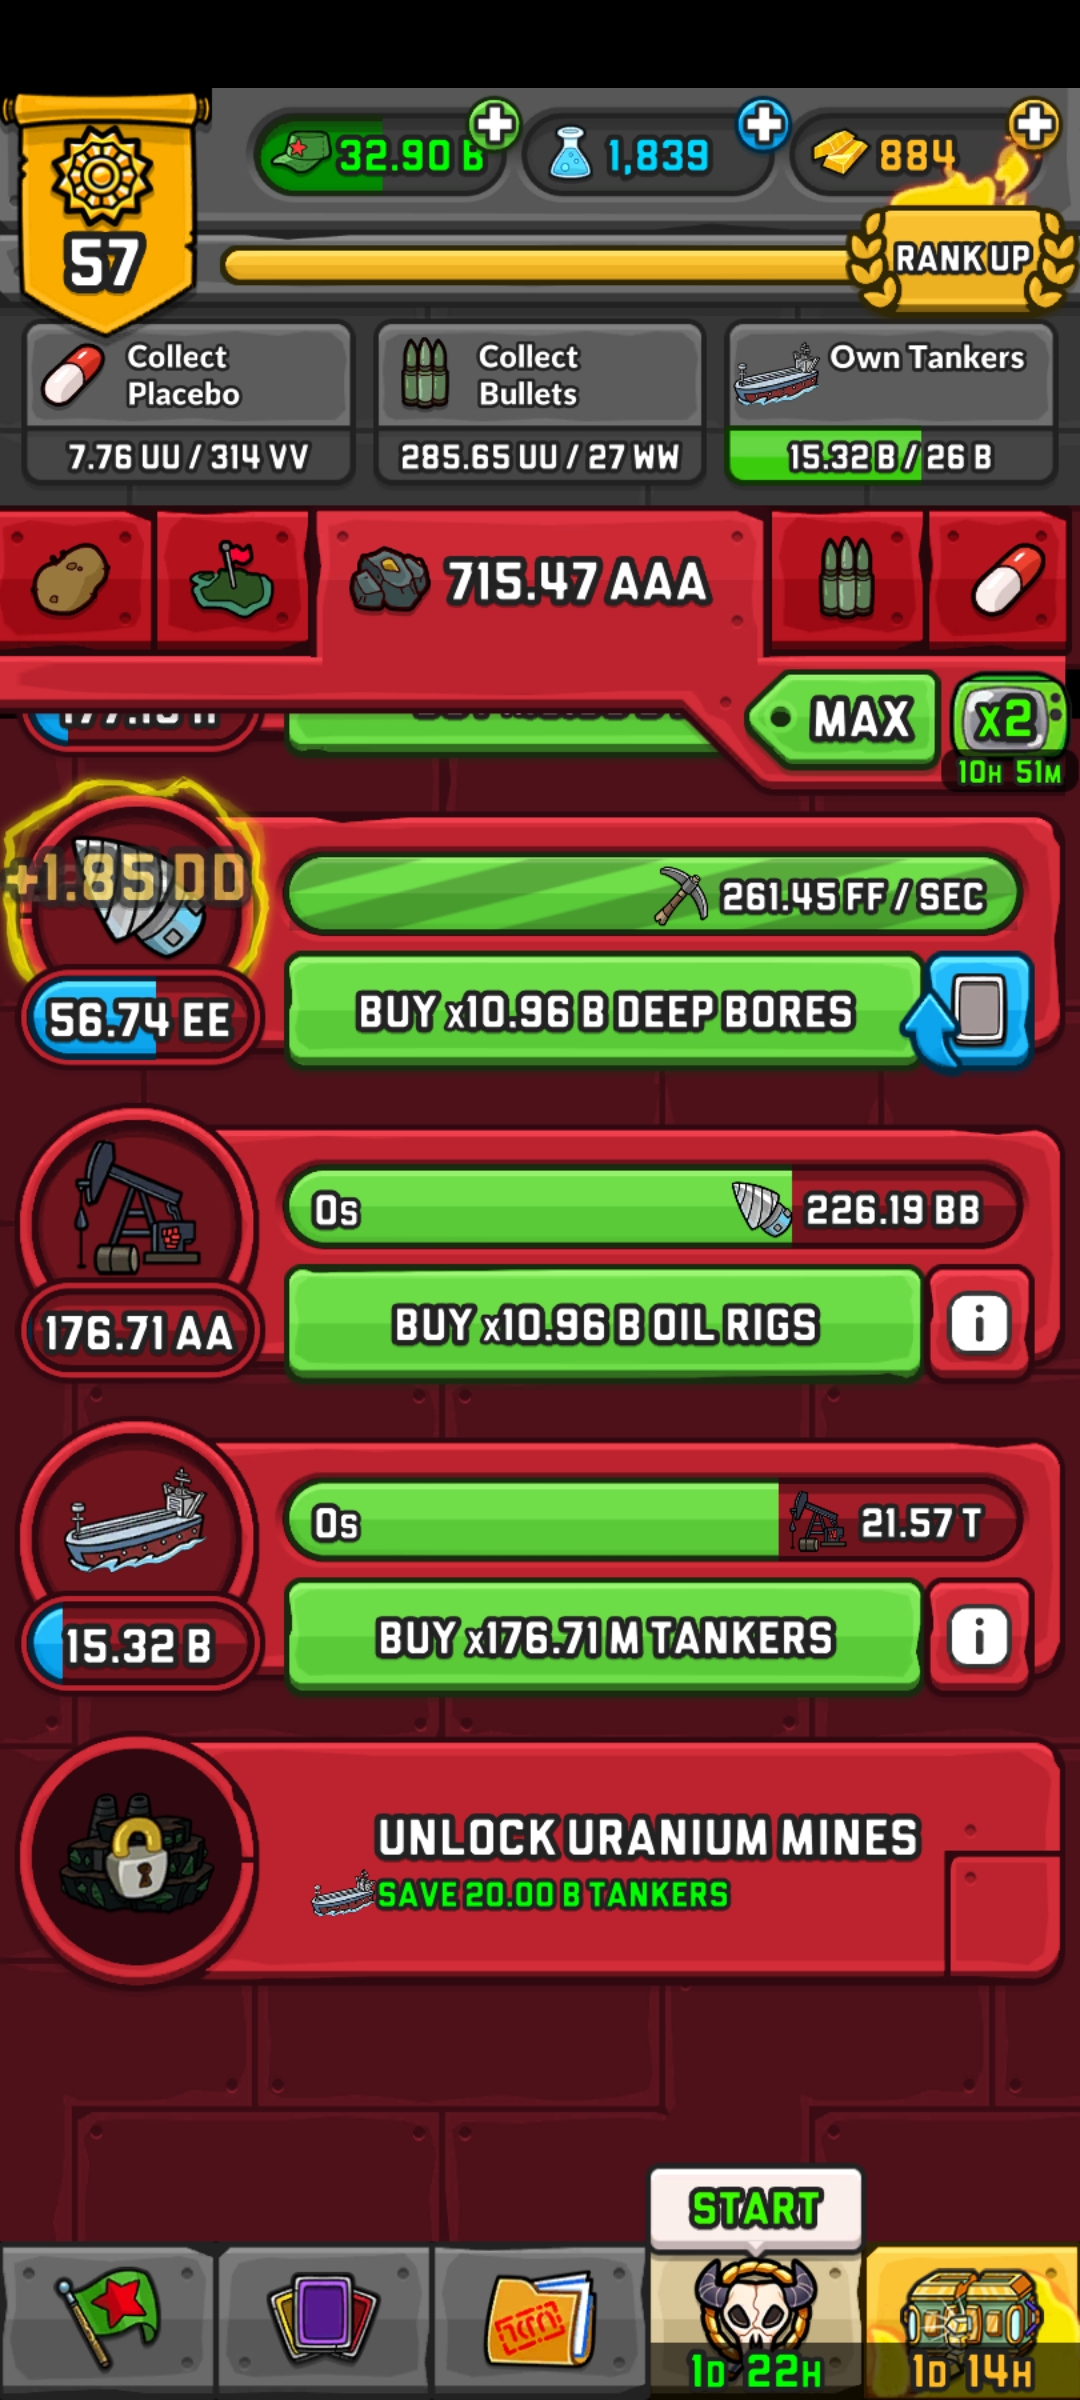 32.90 B
1,839
884
57
RANK UP
Collect
Placebo
7.76 UU / 314 VV
Collect
Bullets
285.65 UU / 27 WW
Own Tankers
15.32 B / 26 B
715.47 AAA
MAX
x2
10H 51M
+1.85 DD
261.45 FF / SEC
56.74 EE
BUY x10.96 B DEEP BORES
0s
226.19 BB
176.71 AA
BUY x10.96 B OIL RIGS
0s
21.57 T
15.32 B
BUY x176.71 M TANKERS
UNLOCK URANIUM MINES
SAVE 20.00 B TANKERS
START
1D 22H
1D 14H